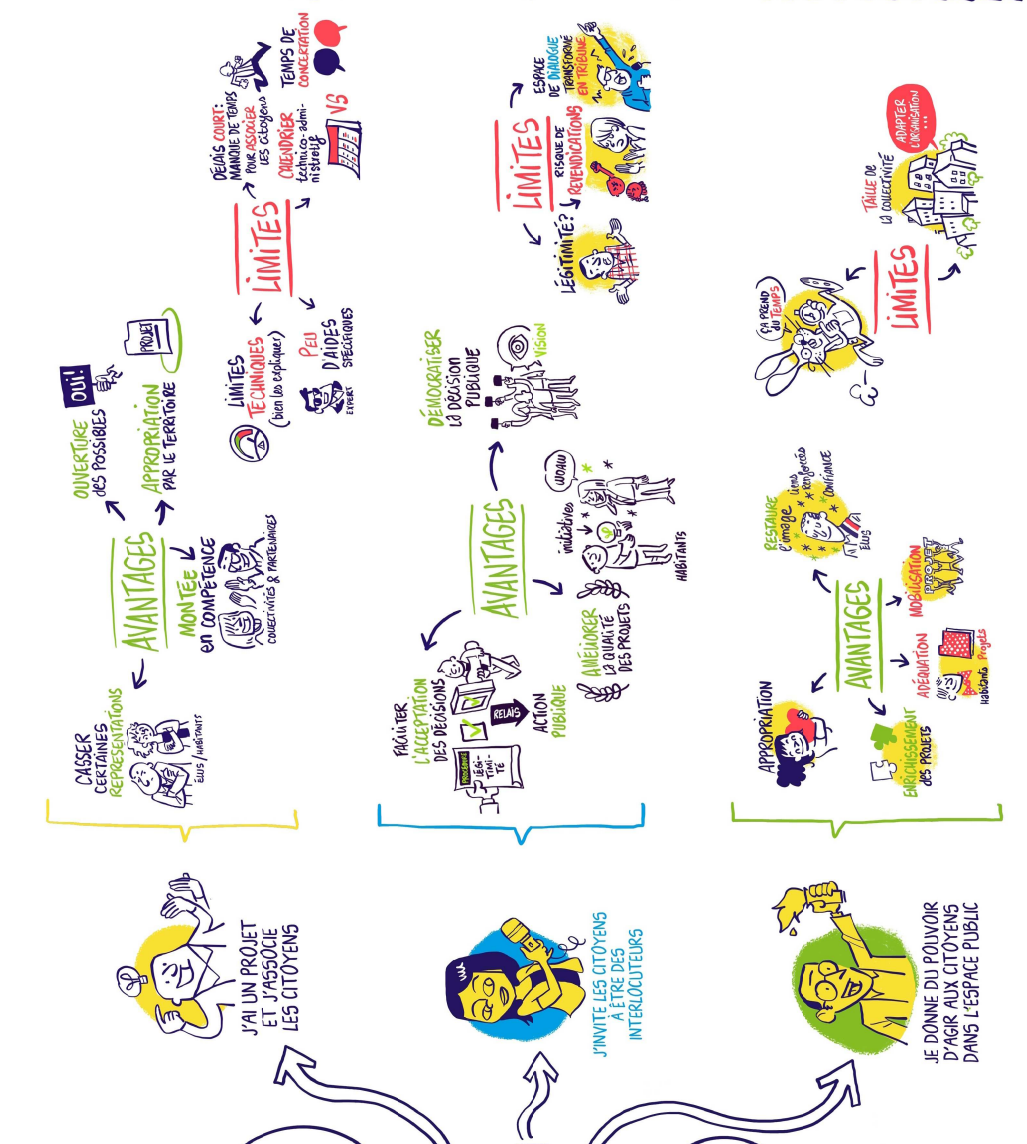 J'AI UN PROJET
ET J'ASSOCIE
LES CITOYENS
CASSER
CERTAINES
REPRESENTATIONS
ÉLUS / HABITANTS
AVANTAGES
OUVERTURE
des POSSIBLES
OUI!
APPROPRIATION
PAR LE TERRITOIRE
PROJET
MONTÉE
en COMPÉTENCE
COLLECTIVITÉS & PARTENAIRES
LIMITES
DÉLAIS COURT:
MANQUE DE TEMPS
POUR ASSOCIER
LES citoyens
CALENDRIER
technico-admi-
nistratif
VS
TEMPS DE
CONCERTATION
LIMITES
TECHNIQUES
(bien les expliquer)
PEU
D'AIDES
SPÉCIFIQUES
EXPERT
J'INVITE LES CITOYENS
À ÊTRE DES
INTERLOCUTEURS
FACILITER
L'ACCEPTATION
DES DÉCISIONS
PROCESSUS
LÉGI-
TIMI-
TÉ
RELAIS
ACTION
PUBLIQUE
AVANTAGES
DÉMOCRATISER
LA décision
PUBLIQUE
VISION
AMÉLIORER
LA QUALITÉ
DES PROJETS
initiatives
WOAW
HABITANTS
LIMITES
LÉGITIMITÉ?
RISQUE DE
REVENDICATIONS
ESPACE
DE DIALOGUE
TRANSFORMÉ
EN TRIBUNE
JE DONNE DU POUVOIR
D'AGIR AUX CITOYENS
DANS L'ESPACE PUBLIC
APPROPRIATION
AVANTAGES
RESTAURE
l'image
liens
renforcés
CONFIANCE
ÉLUS
ENRICHISSEMENT
des PROJETS
ADÉQUATION
Habitants
Projets
MOBILISATION
PROJET
LIMITES
ÇA PREND
DU TEMPS
TAILLE DE
LA COLLECTIVITÉ
ADAPTER
L'ORGANISATION
...